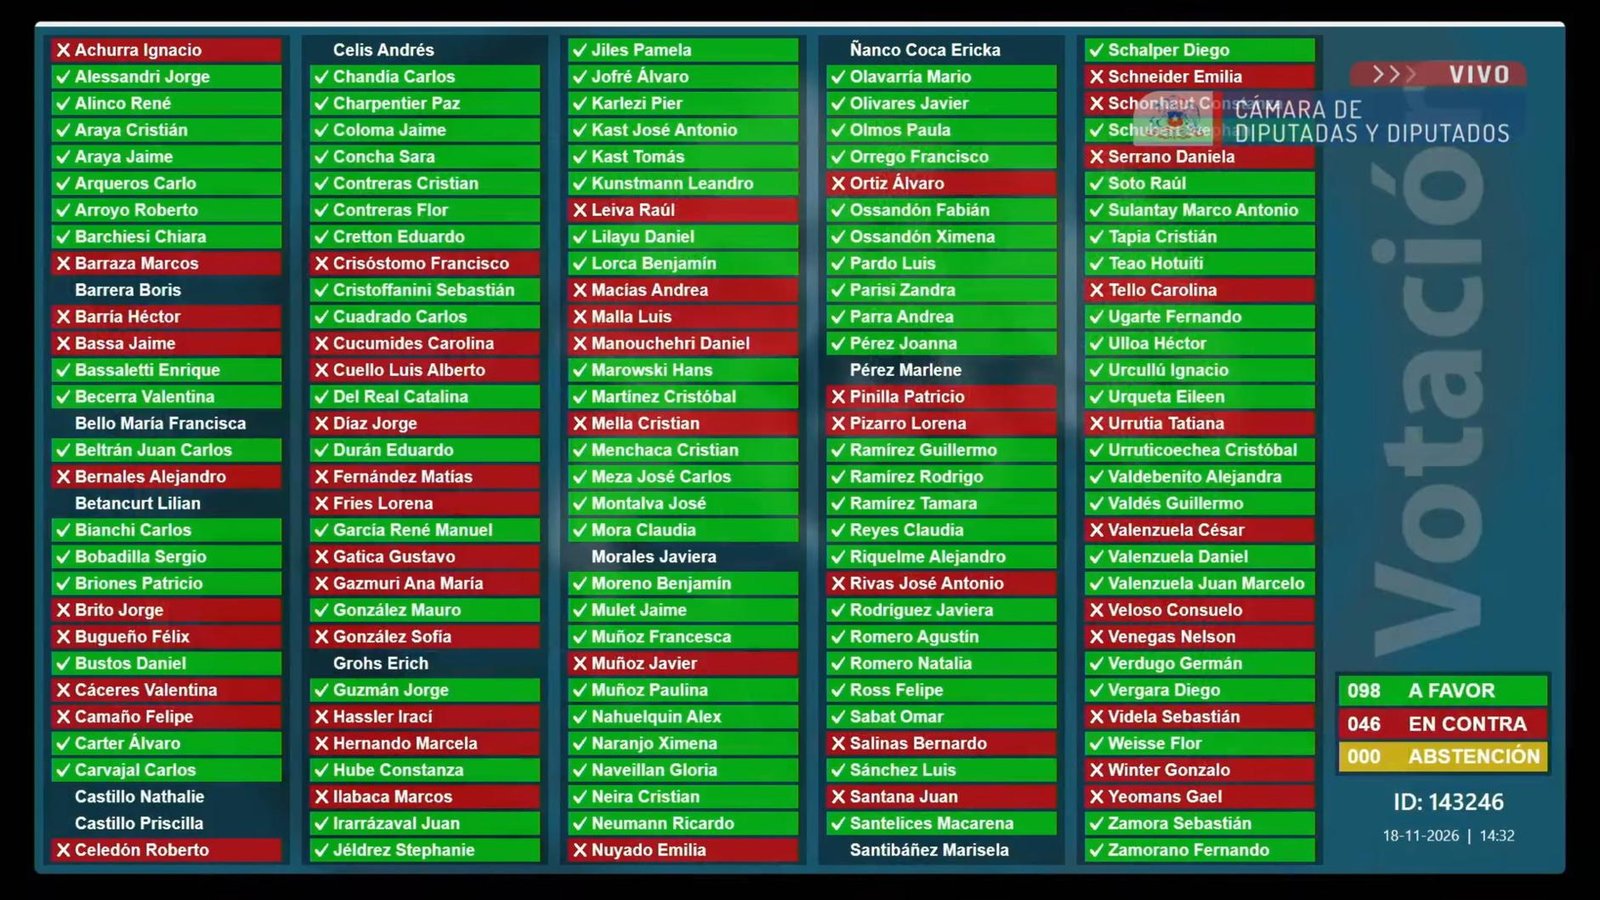 Achurra Ignacio
Alessandri Jorge
Alinco René
Araya Cristián
Araya Jaime
Arqueros Carlo
Arroyo Roberto
Barchiesi Chiara
Barraza Marcos
Barrera Boris
Barría Héctor
Bassa Jaime
Bassaletti Enrique
Becerra Valentina
Bello María Francisca
Beltrán Juan Carlos
Bernales Alejandro
Betancurt Lilian
Bianchi Carlos
Bobadilla Sergio
Briones Patricio
Brito Jorge
Bugueño Félix
Bustos Daniel
Cáceres Valentina
Camaño Felipe
Carter Álvaro
Carvajal Carlos
Castillo Nathalie
Castillo Priscilla
Celedón Roberto
Celis Andrés
Chandía Carlos
Charpentier Paz
Coloma Jaime
Concha Sara
Contreras Cristian
Contreras Flor
Cretton Eduardo
Crisóstomo Francisco
Cristoffanini Sebastián
Cuadrado Carlos
Cucumides Carolina
Cuello Luis Alberto
Del Real Catalina
Díaz Jorge
Durán Eduardo
Fernández Matías
Fries Lorena
García René Manuel
Gatica Gustavo
Gazmuri Ana María
González Mauro
González Sofía
Grohs Erich
Guzmán Jorge
Hassler Irací
Hernando Marcela
Hube Constanza
Ilabaca Marcos
Irarrázaval Juan
Jéldrez Stephanie
Jiles Pamela
Jofré Álvaro
Karlezi Pier
Kast José Antonio
Kast Tomás
Kunstmann Leandro
Leiva Raúl
Lilayu Daniel
Lorca Benjamín
Macías Andrea
Malla Luis
Manouchehri Daniel
Marowski Hans
Martínez Cristóbal
Mella Cristian
Menchaca Cristian
Meza José Carlos
Montalva José
Mora Claudia
Morales Javiera
Moreno Benjamín
Mulet Jaime
Muñoz Francesca
Muñoz Javier
Muñoz Paulina
Nahuelquin Alex
Naranjo Ximena
Naveillan Gloria
Neira Cristian
Neumann Ricardo
Nuyado Emilia
Ñanco Coca Ericka
Olavarría Mario
Olivares Javier
Olmos Paula
Orrego Francisco
Ortiz Álvaro
Ossandón Fabián
Ossandón Ximena
Pardo Luis
Parisi Zandra
Parra Andrea
Pérez Joanna
Pérez Marlene
Pinilla Patricio
Pizarro Lorena
Ramírez Guillermo
Ramírez Rodrigo
Ramírez Tamara
Reyes Claudia
Riquelme Alejandro
Rivas José Antonio
Rodríguez Javiera
Romero Agustín
Romero Natalia
Ross Felipe
Sabat Omar
Salinas Bernardo
Sánchez Luis
Santana Juan
Santelices Macarena
Santibáñez Marisela
Schalper Diego
Schneider Emilia
Schonhaut Constanza
Schubert Stephan
Serrano Daniela
Soto Raúl
Sulantay Marco Antonio
Tapia Cristián
Teao Hotuiti
Tello Carolina
Ugarte Fernando
Ulloa Héctor
Urcullú Ignacio
Urqueta Eileen
Urrutia Tatiana
Urruticoechea Cristóbal
Valdebenito Alejandra
Valdés Guillermo
Valenzuela César
Valenzuela Daniel
Valenzuela Juan Marcelo
Veloso Consuelo
Venegas Nelson
Verdugo Germán
Vergara Diego
Videla Sebastián
Weisse Flor
Winter Gonzalo
Yeomans Gael
Zamora Sebastián
Zamorano Fernando
>>> VIVO
CÁMARA DE
DIPUTADAS Y DIPUTADOS
Votación
098 A FAVOR
046 EN CONTRA
000 ABSTENCIÓN
ID: 143246
18-11-2026 | 14:32